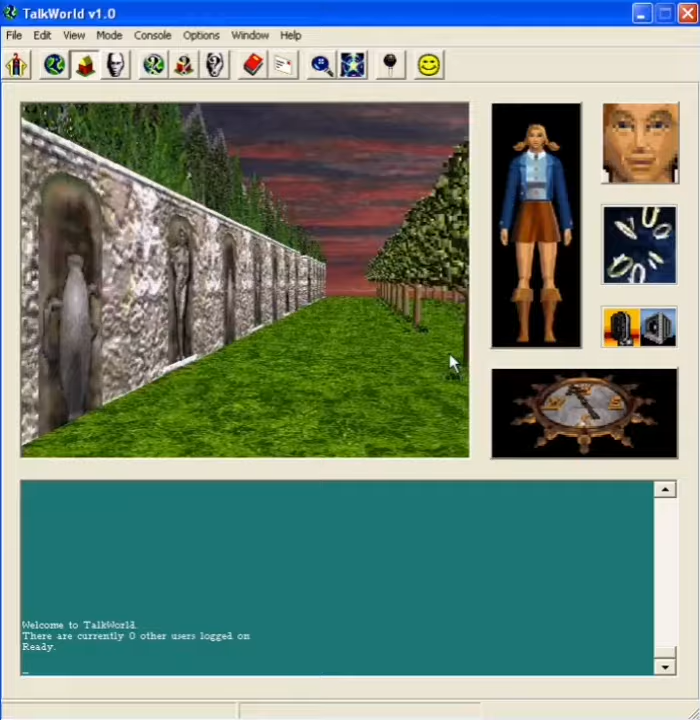 TalkWorld v1.0
File Edit View Mode Console Options Window Help
Welcome to TalkWorld.
There are currently 0 other users logged on
Ready.